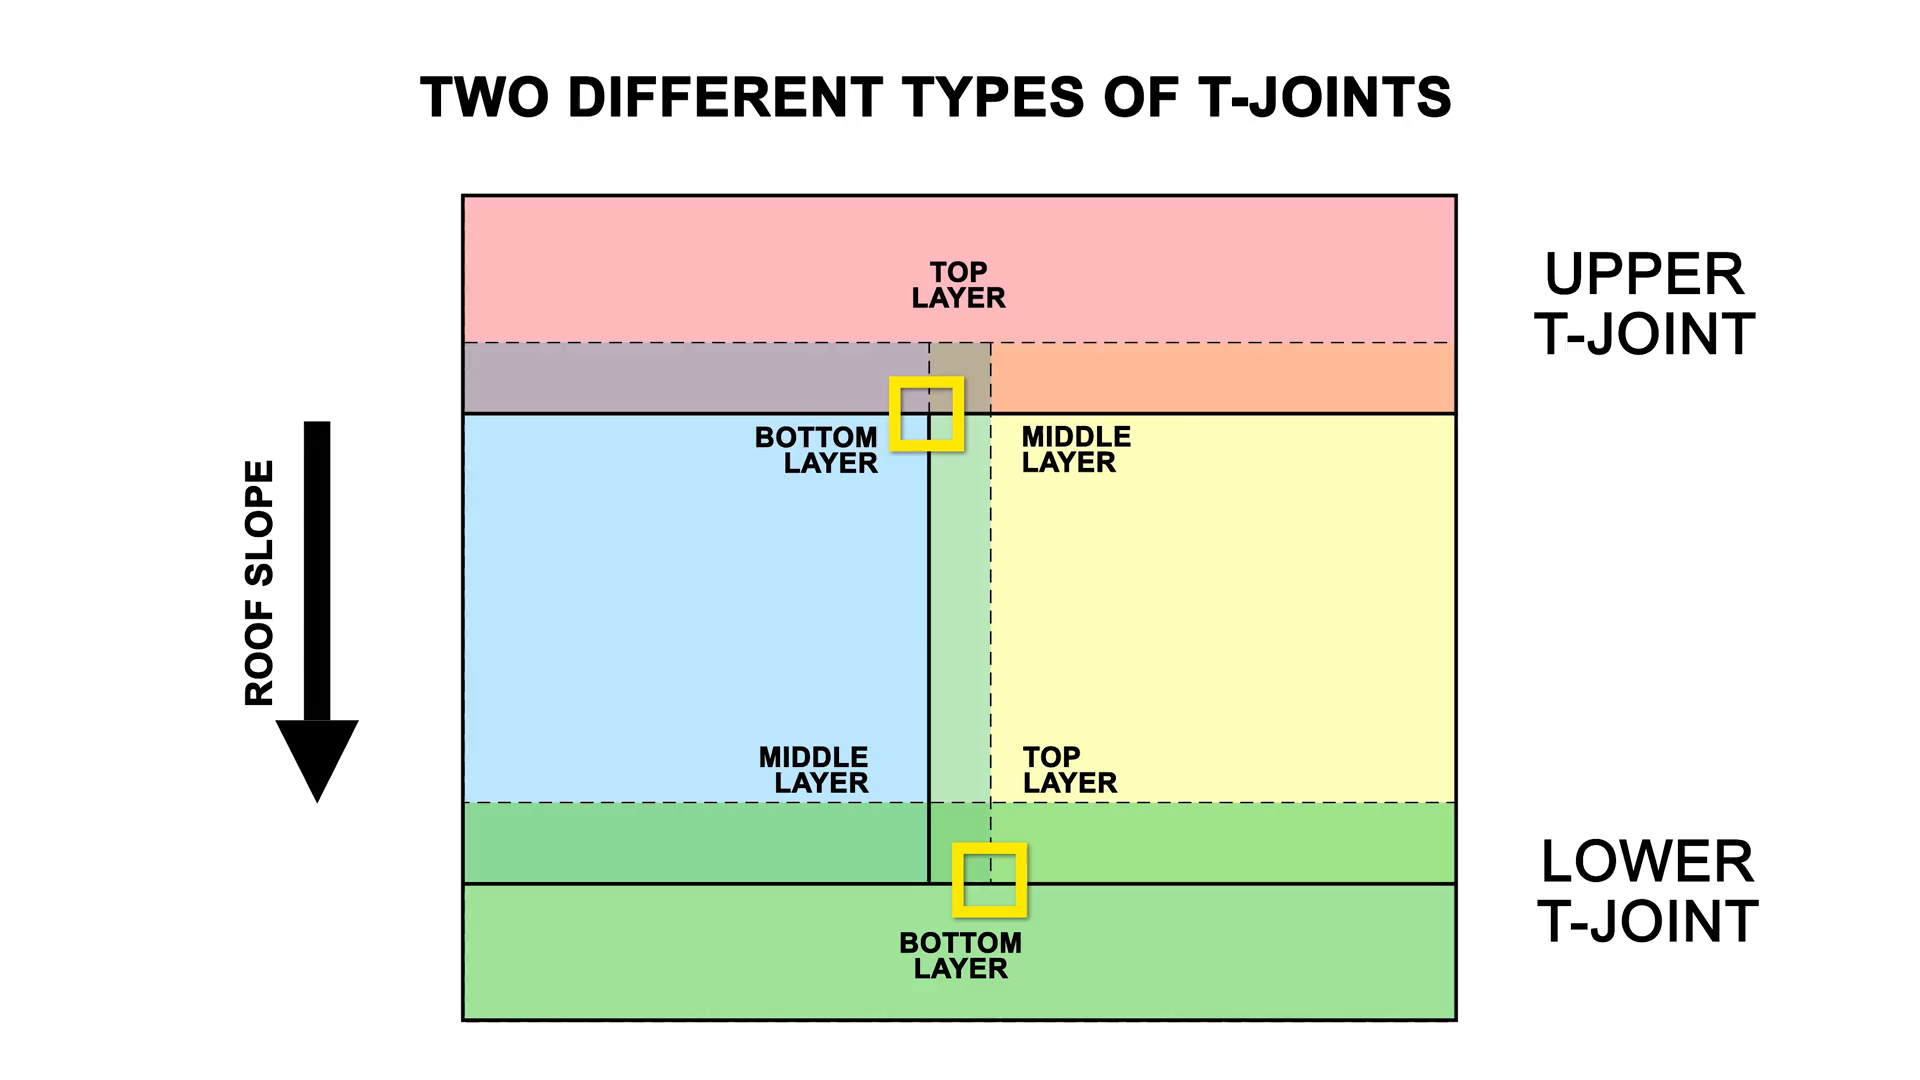 TWO DIFFERENT TYPES OF T-JOINTS
TOP
LAYER
UPPER
T-JOINT
BOTTOM
LAYER
MIDDLE
LAYER
ROOF SLOPE
MIDDLE
LAYER
TOP
LAYER
LOWER
T-JOINT
BOTTOM
LAYER